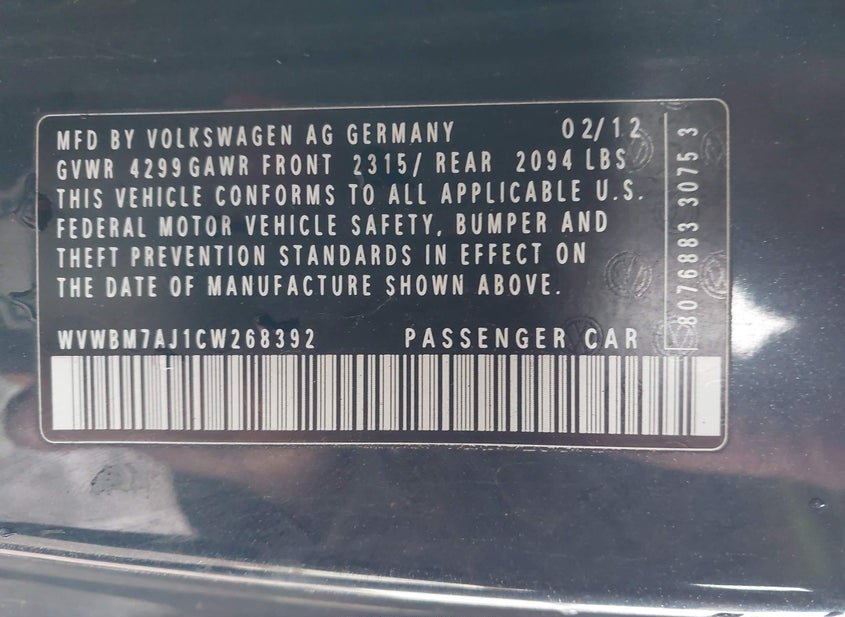 MFD BY VOLKSWAGEN AG GERMANY 02/12
GVWR 4299 GAWR FRONT 2315/ REAR 2094 LBS
THIS VEHICLE CONFORMS TO ALL APPLICABLE U.S.
FEDERAL MOTOR VEHICLE SAFETY, BUMPER AND
THEFT PREVENTION STANDARDS IN EFFECT ON
THE DATE OF MANUFACTURE SHOWN ABOVE.
WVWBM7AJ1CW268392 PASSENGER CAR
8076883 3075 3